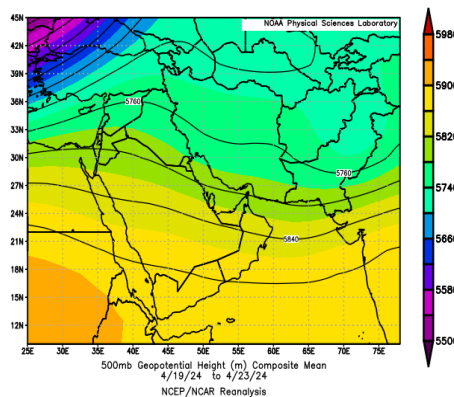 NOAA Physical Sciences Laboratory
45N
42N
39N
36N
33N
30N
27N
24N
21N
18N
15N
12N
5760
5760
5840
25E 30E 35E 40E 45E 50E 55E 60E 65E 70E 75E
5980
5900
5820
5740
5660
5580
5500
500mb Geopotential Height (m) Composite Mean
4/19/24 to 4/23/24
NCEP/NCAR Reanalysis